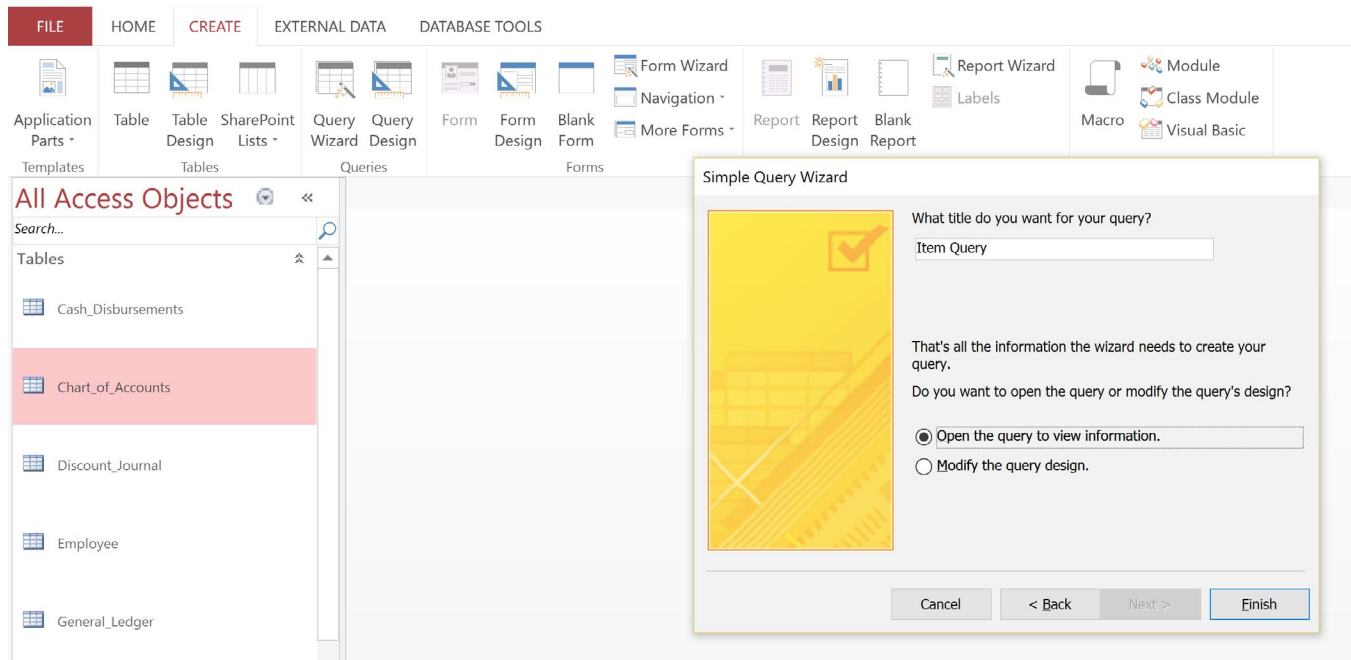 FILE HOME CREATE EXTERNAL DATA DATABASE TOOLS
Application Parts
Table
Table Design
SharePoint Lists
Query Wizard
Query Design
Form
Form Design
Blank Form
Form Wizard
Navigation
More Forms
Report
Report Design
Blank Report
Report Wizard
Labels
Macro
Module
Class Module
Visual Basic
Templates Tables Queries Forms
All Access Objects
Search...
Tables
Cash_Disbursements
Chart_of_Accounts
Discount_Journal
Employee
General_Ledger
Simple Query Wizard
What title do you want for your query?
Item Query
That's all the information the wizard needs to create your
query.
Do you want to open the query or modify the query's design?
Open the query to view information.
Modify the query design.
Cancel < Back Next > Finish